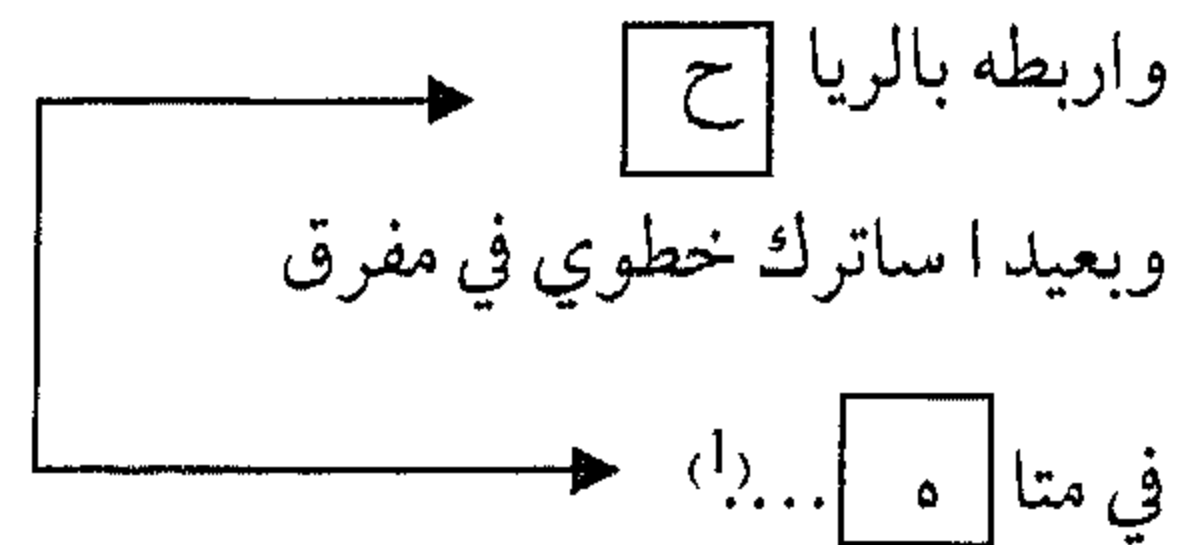 واربطه بالريا ح
وبعيد ا ساترك خطوي في مفرق
في متا ه ....(1)